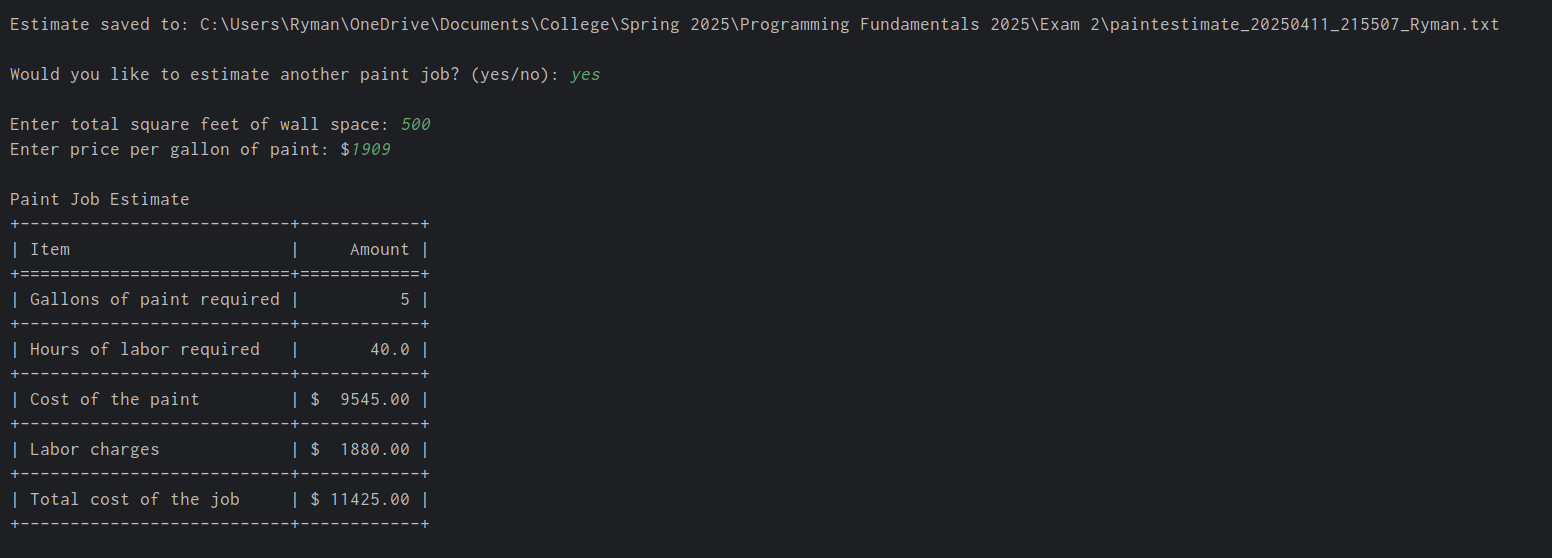 Estimate saved to: C:\Users\Ryman\OneDrive\Documents\College\Spring 2025\Programming Fundamentals 2025\Exam 2\paintestimate_20250411_215507_Ryman.txt
Would you like to estimate another paint job? (yes/no): yes
Enter total square feet of wall space: 500
Enter price per gallon of paint: $1909
Paint Job Estimate
+---------------------------+------------+
| Item                      |     Amount |
+===========================+============+
| Gallons of paint required |          5 |
+---------------------------+------------+
| Hours of labor required   |       40.0 |
+---------------------------+------------+
| Cost of the paint         | $  9545.00 |
+---------------------------+------------+
| Labor charges             | $  1880.00 |
+---------------------------+------------+
| Total cost of the job     | $ 11425.00 |
+---------------------------+------------+